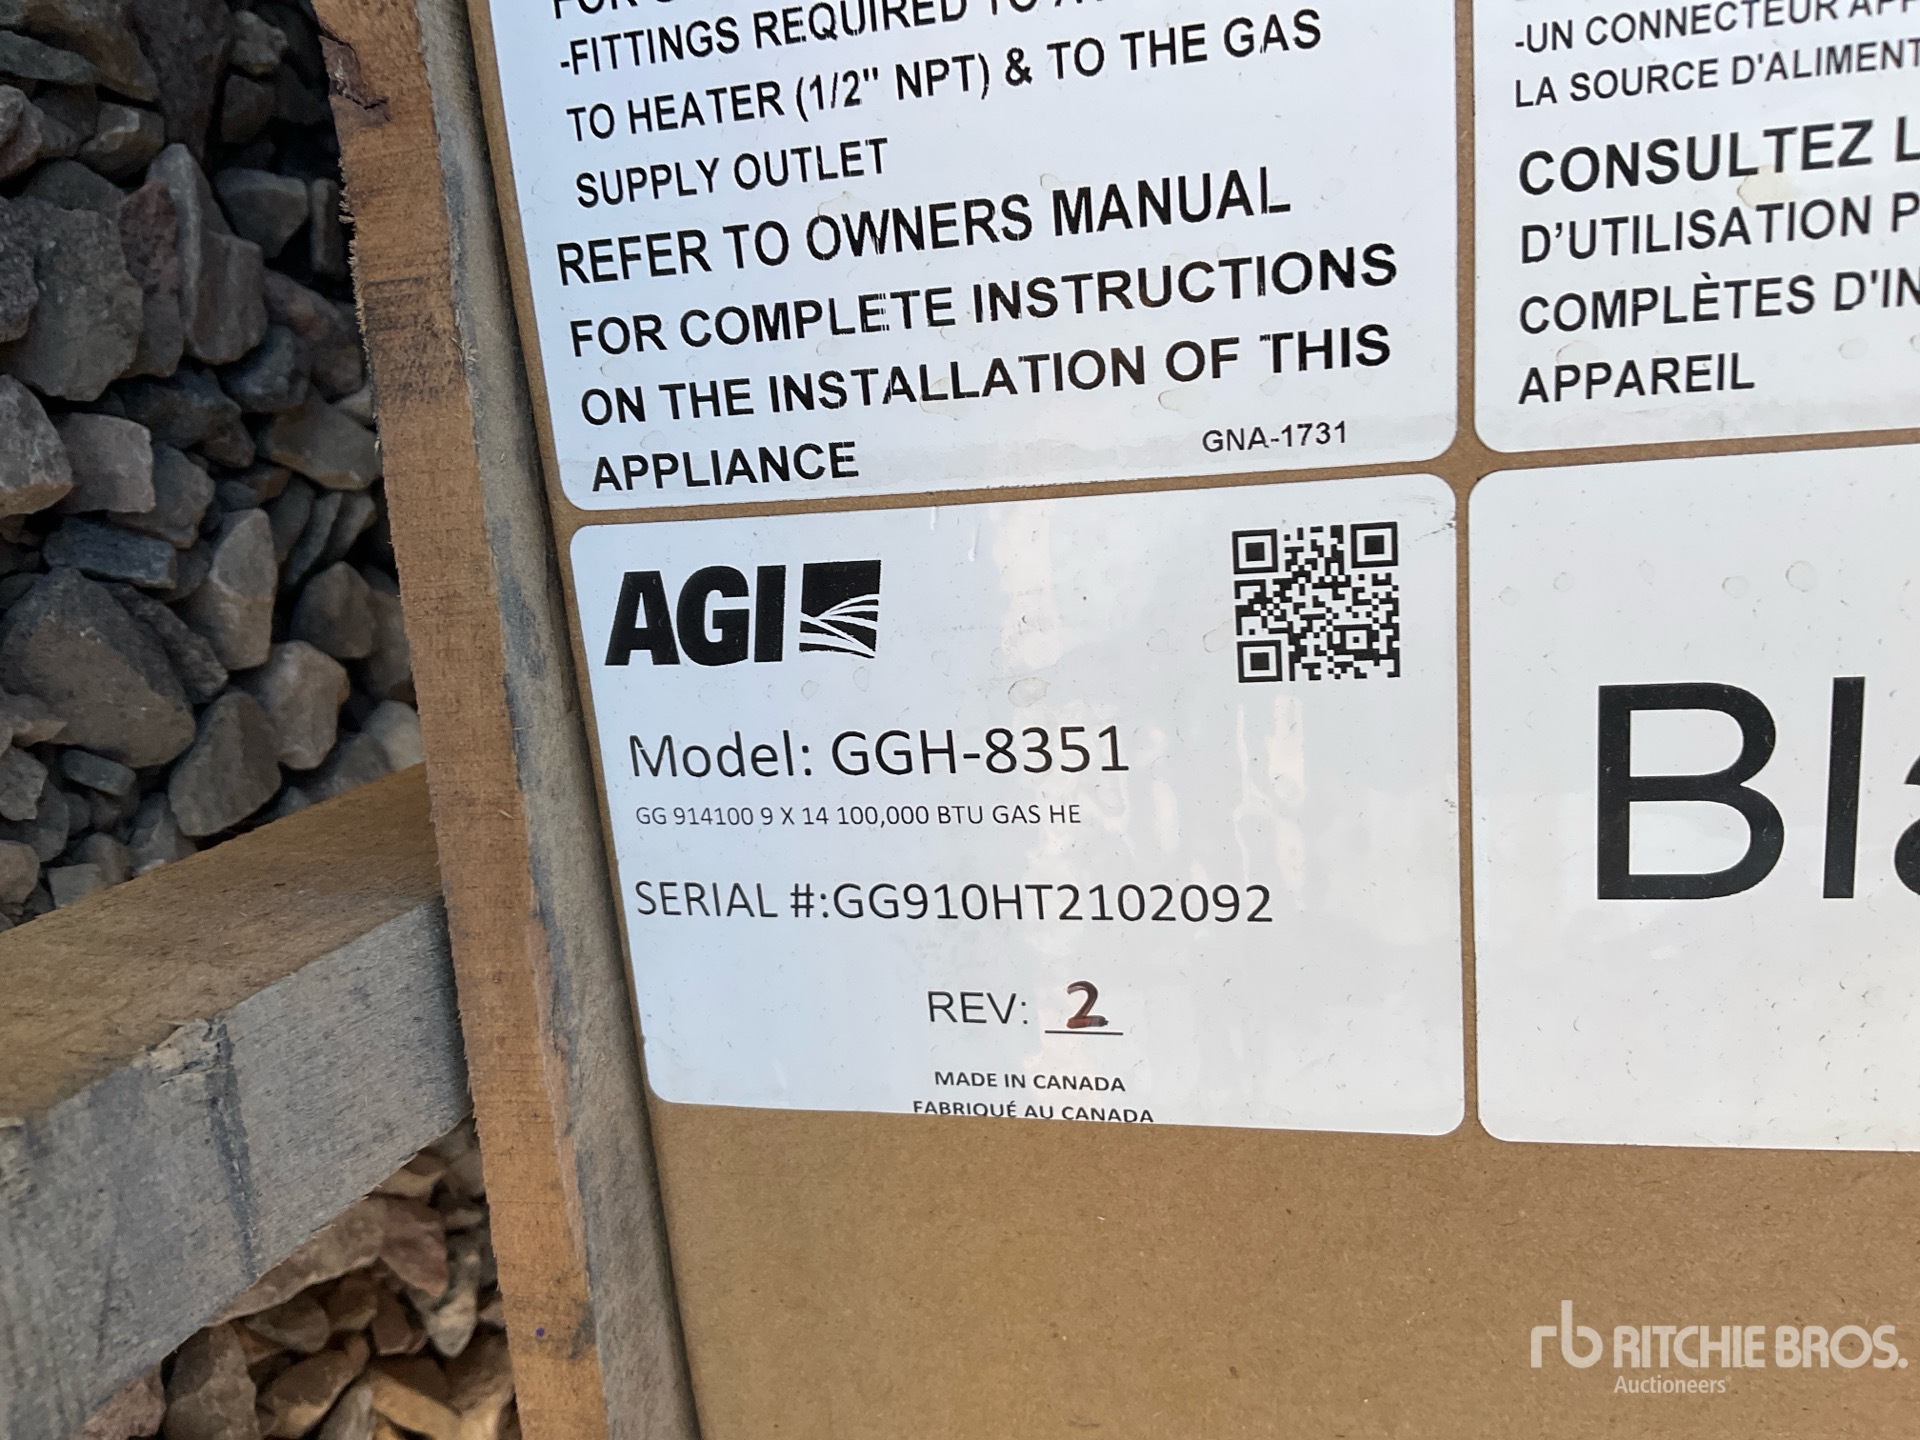 -FITTINGS REQUIRED TO
TO HEATER (1/2" NPT) & TO THE GAS
SUPPLY OUTLET
REFER TO OWNERS MANUAL
FOR COMPLETE INSTRUCTIONS
ON THE INSTALLATION OF THIS
APPLIANCE
GNA-1731
-UN CONNECTEUR
LA SOURCE
CONSULTEZ
D'UTILISATION
COMPLÈTES
APPAREIL
AGI
Model: GGH-8351
GG 914100 9 X 14 100,000 BTU GAS HE
SERIAL #:GG910HT2102092
REV: 2
MADE IN CANADA
FABRIQUÉ AU CANADA
rb RITCHIE BROS.
Auctioneers